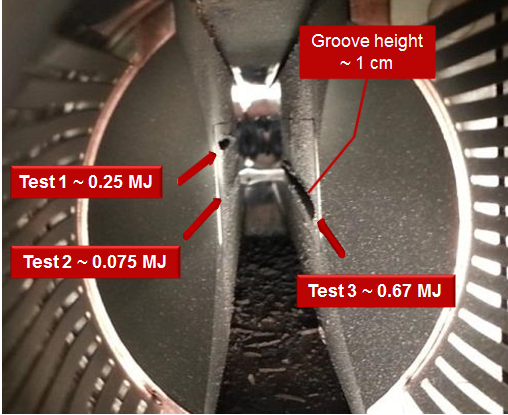 Groove height
~ 1 cm
Test 1 ~ 0.25 MJ
Test 2 ~ 0.075 MJ
Test 3 ~ 0.67 MJ